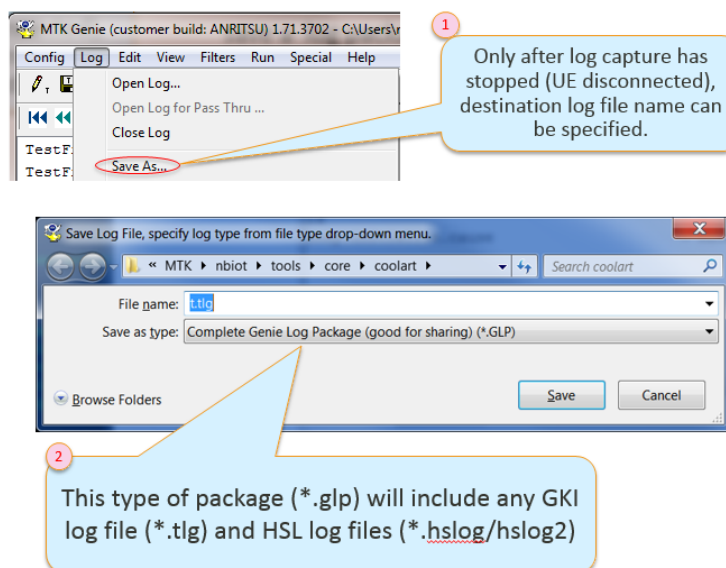 MTK Genie (customer build: ANRITSU) 1.71.3702 - C:\Users\r
Config Log Edit View Filters Run Special Help
Open Log...
Open Log for Pass Thru ...
Close Log
TestF
TestF
Save As...
1
Only after log capture has
stopped (UE disconnected),
destination log file name can
be specified.
Save Log File, specify log type from file type drop-down menu.
« MTK nbiot tools core coolart
Search coolart
File name: t.tlg
Save as type: Complete Genie Log Package (good for sharing) (*.GLP)
Browse Folders
Save
Cancel
2
This type of package (*.glp) will include any GKI
log file (*.tlg) and HSL log files (*.hslog/hslog2)